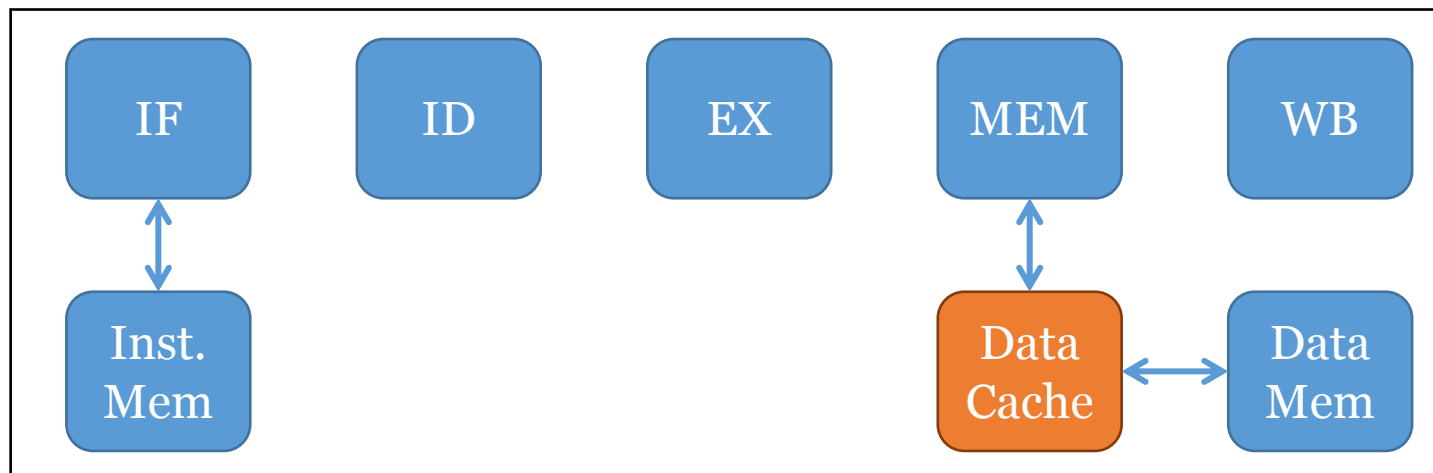 IF
ID
EX
MEM
WB
Inst.
Mem
Data
Cache
Data
Mem